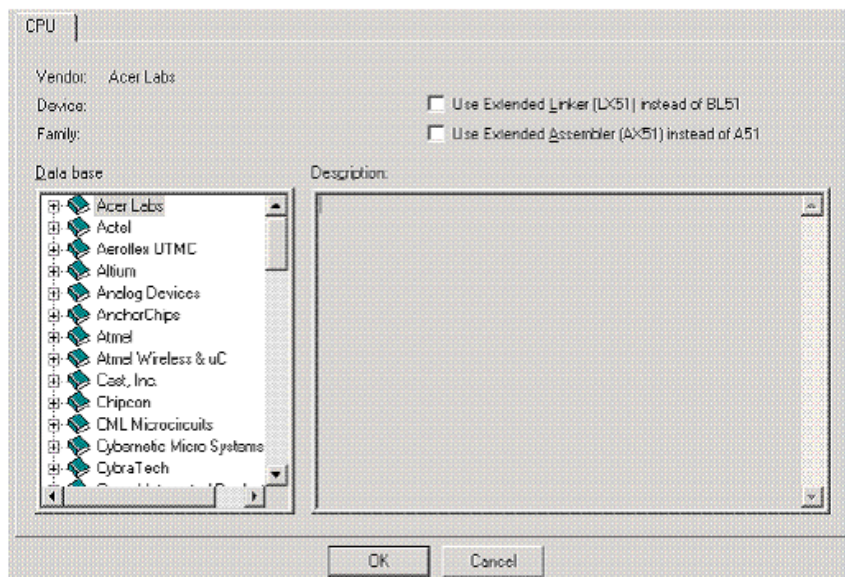 CPU
Vendor: Acer Labs
Device:
Use Extended Linker (LX51) instead of BL51
Family:
Use Extended Assembler (AX51) instead of A51
Data base
Description:
Acer Labs
Actel
Aeroflex UTMC
Altium
Analog Devices
AnchorChips
Atmel
Atmel Wireless & uC
Cast, Inc.
Chipcon
CML Microcircuits
Cybernetic Micro Systems
CybraTech
OK
Cancel